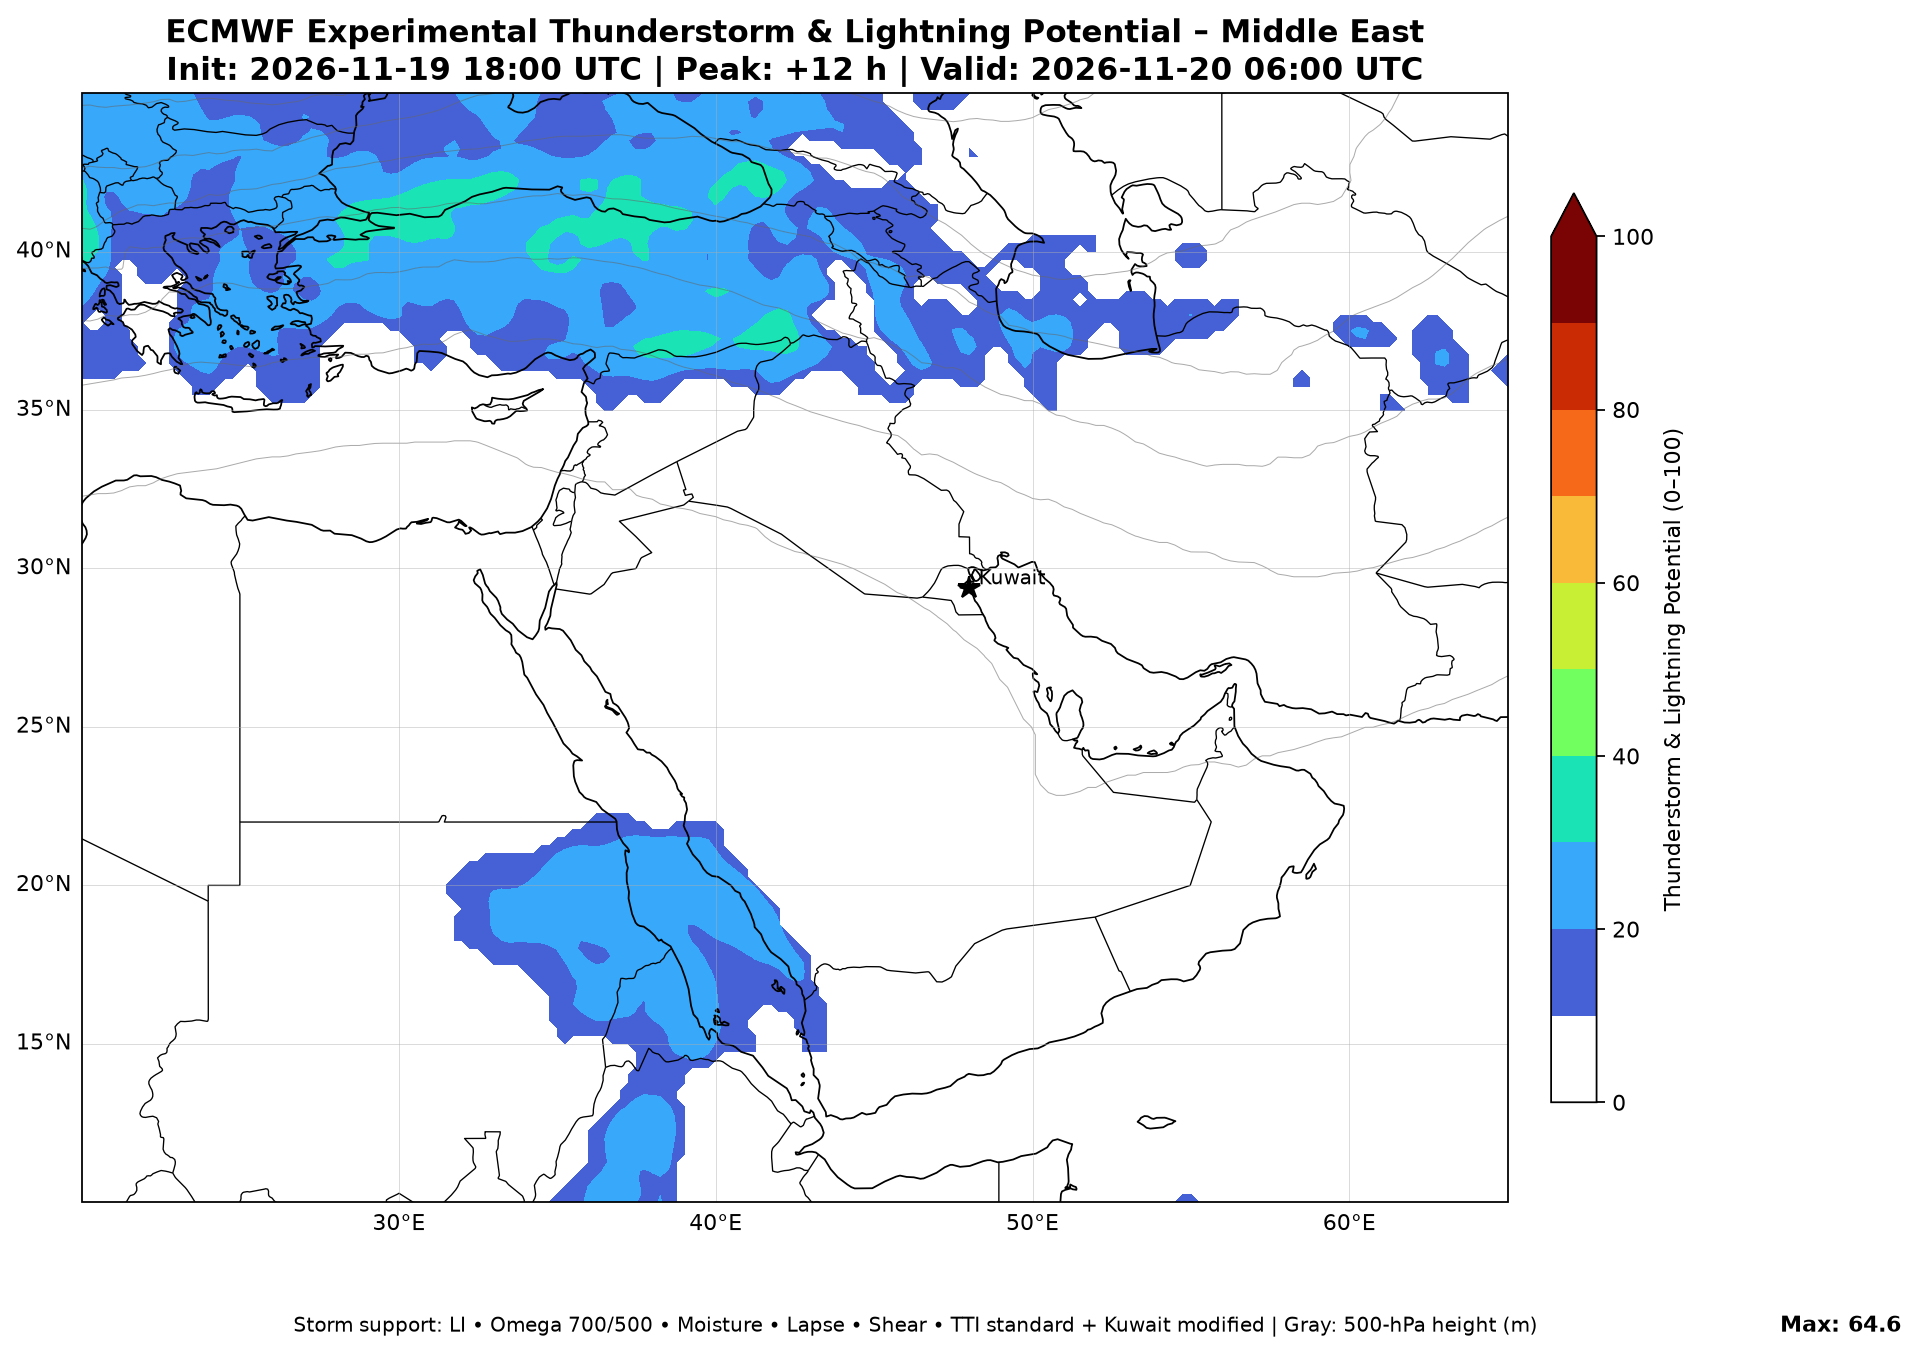 ECMWF Experimental Thunderstorm & Lightning Potential – Middle East
Init: 2026-11-19 18:00 UTC | Peak: +12 h | Valid: 2026-11-20 06:00 UTC
40°N
35°N
30°N
25°N
20°N
15°N
Kuwait
30°E
40°E
50°E
60°E
100
80
60
40
20
0
Thunderstorm & Lightning Potential (0–100)
Storm support: LI • Omega 700/500 • Moisture • Lapse • Shear • TTI standard + Kuwait modified | Gray: 500-hPa height (m)
Max: 64.6